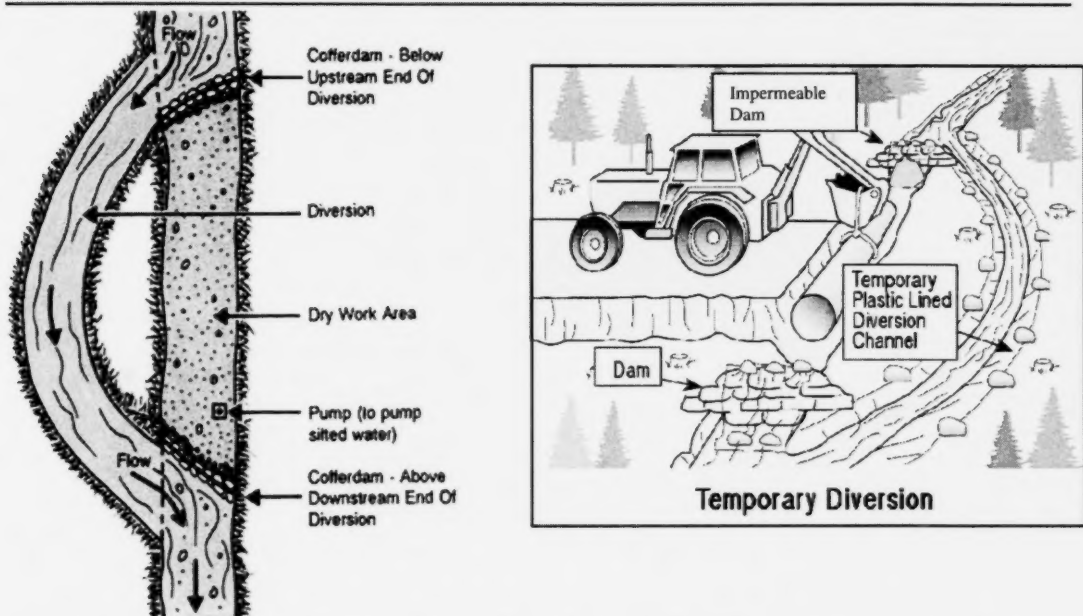 Flow
Cofferdam - Below
Upstream End Of
Diversion
Diversion
Dry Work Area
Pump (to pump
silted water)
Flow
Cofferdam - Above
Downstream End Of
Diversion
Impermeable
Dam
Temporary
Plastic Lined
Diversion
Channel
Dam
Temporary Diversion